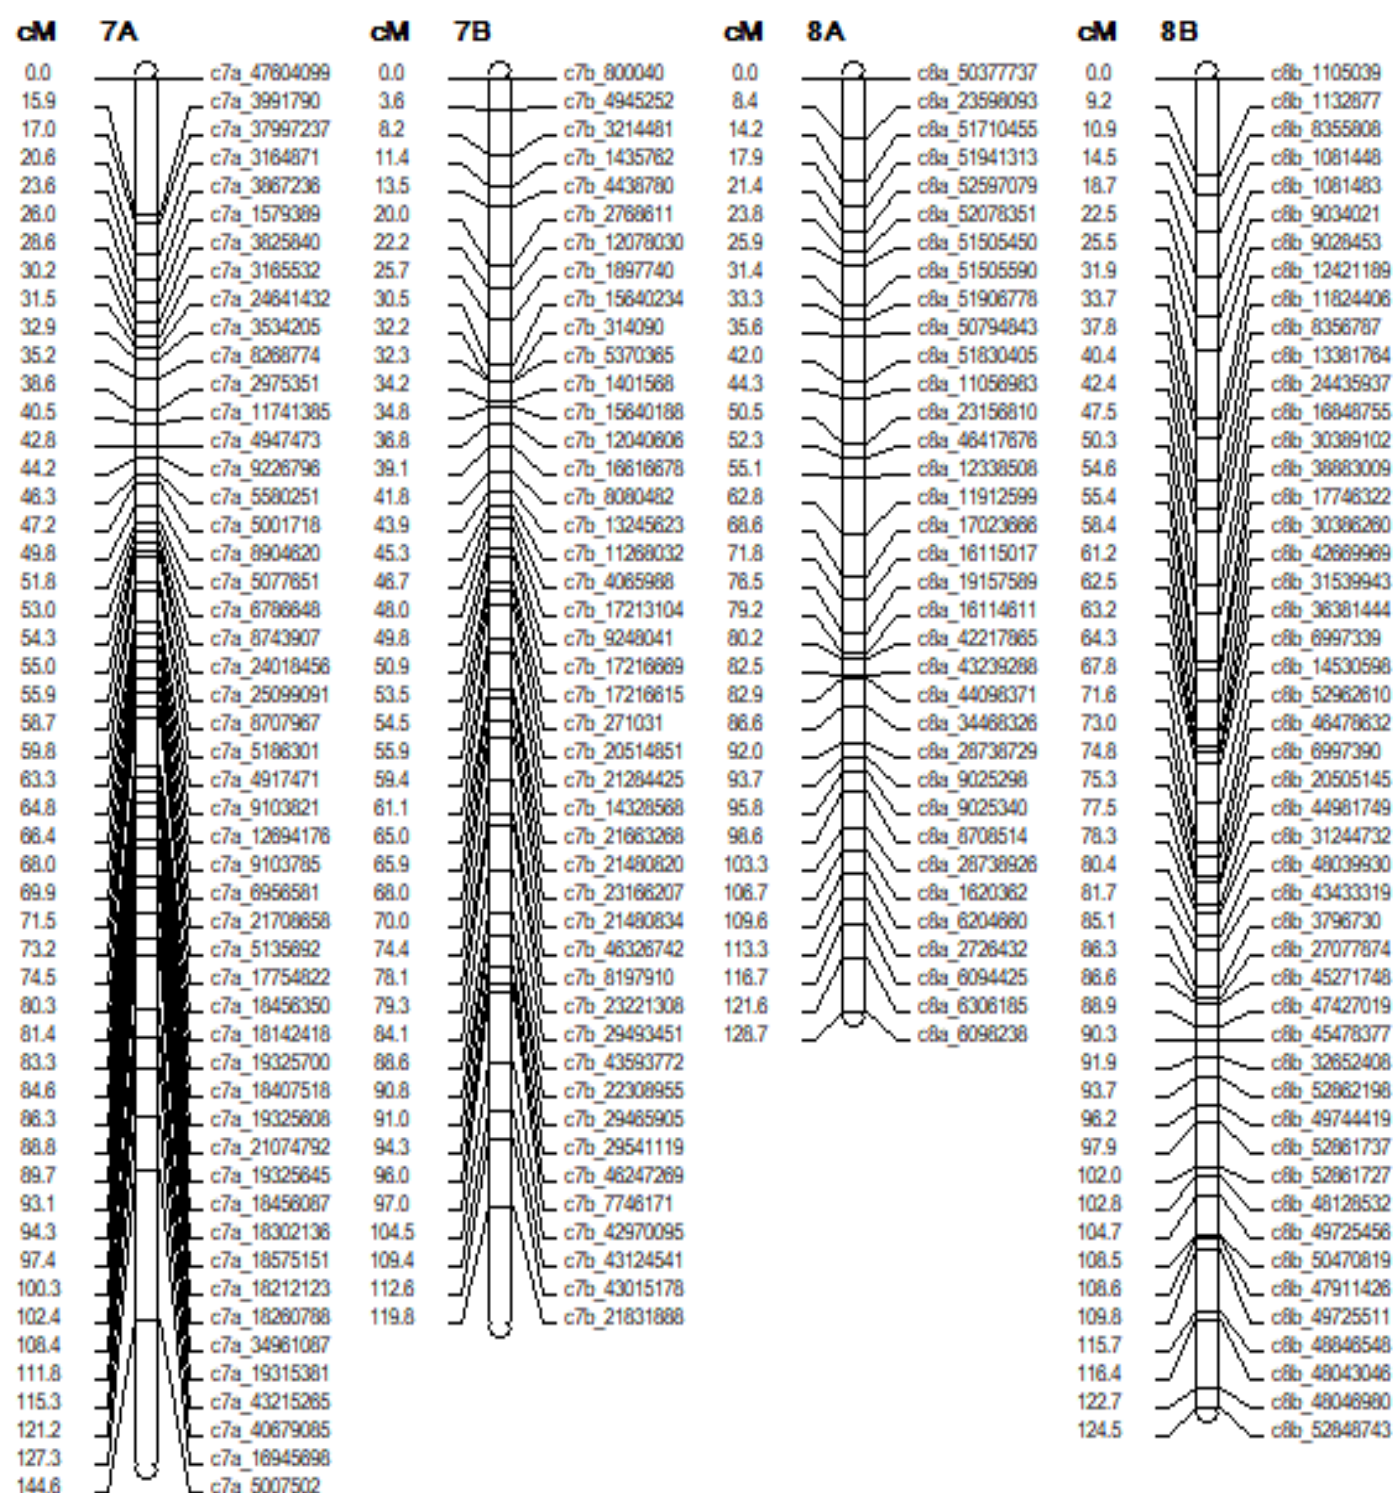 cM 7A cM 7B cM 8A cM 8B
0.0 c7a_47604099 0.0 c7b_800040 0.0 c8a_50377737 0.0 c8b_1105039
15.9 c7a_3991790 3.6 c7b_4945252 8.4 c8a_23598093 9.2 c8b_1132877
17.0 c7a_37997237 8.2 c7b_3214481 14.2 c8a_51710455 10.9 c8b_8355808
20.6 c7a_3164871 11.4 c7b_1435762 17.9 c8a_51941313 14.5 c8b_1081448
23.6 c7a_3867236 13.5 c7b_4438780 21.4 c8a_52597079 18.7 c8b_1081483
26.0 c7a_1579389 20.0 c7b_2768611 23.8 c8a_52078351 22.5 c8b_9034021
28.6 c7a_3825840 22.2 c7b_12078030 25.9 c8a_51505450 25.5 c8b_9028453
30.2 c7a_3165532 25.7 c7b_1897740 31.4 c8a_51505590 31.9 c8b_12421189
31.5 c7a_24641432 30.5 c7b_15640234 33.3 c8a_51906778 33.7 c8b_11824406
32.9 c7a_3534205 32.2 c7b_314090 35.6 c8a_50794843 37.8 c8b_8356787
35.2 c7a_8268774 32.3 c7b_5370365 42.0 c8a_51830405 40.4 c8b_13381764
38.6 c7a_2975351 34.2 c7b_1401568 44.3 c8a_11056983 42.4 c8b_24435937
40.5 c7a_11741385 34.8 c7b_15640188 50.5 c8a_23156810 47.5 c8b_16848755
42.8 c7a_4947473 36.8 c7b_12040606 52.3 c8a_46417676 50.3 c8b_30389102
44.2 c7a_9226796 39.1 c7b_16616678 55.1 c8a_12338508 54.6 c8b_38883009
46.3 c7a_5580251 41.8 c7b_8080482 62.8 c8a_11912599 55.4 c8b_17746322
47.2 c7a_5001718 43.9 c7b_13245623 68.6 c8a_17023666 58.4 c8b_30386260
49.8 c7a_8904620 45.3 c7b_11268032 71.8 c8a_16115017 61.2 c8b_42669969
51.8 c7a_5077651 46.7 c7b_4065988 76.5 c8a_19157589 62.5 c8b_31539943
53.0 c7a_6786648 48.0 c7b_17213104 79.2 c8a_16114611 63.2 c8b_36381444
54.3 c7a_8743907 49.8 c7b_9248041 80.2 c8a_42217865 64.3 c8b_6997339
55.0 c7a_24018456 50.9 c7b_17216669 82.5 c8a_43239288 67.8 c8b_14530598
55.9 c7a_25099091 53.5 c7b_17216615 82.9 c8a_44098371 71.6 c8b_52962610
58.7 c7a_8707967 54.5 c7b_271031 86.6 c8a_34468326 73.0 c8b_46478632
59.8 c7a_5186301 55.9 c7b_20514851 92.0 c8a_28738729 74.8 c8b_6997390
63.3 c7a_4917471 59.4 c7b_21284425 93.7 c8a_9025298 75.3 c8b_20505145
64.8 c7a_9103821 61.1 c7b_14328568 95.8 c8a_9025340 77.5 c8b_44981749
66.4 c7a_12694176 65.0 c7b_21663268 98.6 c8a_8708514 78.3 c8b_31244732
68.0 c7a_9103785 65.9 c7b_21480820 103.3 c8a_28738926 80.4 c8b_48039930
69.9 c7a_6956581 68.0 c7b_23166207 106.7 c8a_1620362 81.7 c8b_43433319
71.5 c7a_21708658 70.0 c7b_21480834 109.6 c8a_6204660 85.1 c8b_3796730
73.2 c7a_5135692 74.4 c7b_46326742 113.3 c8a_2726432 86.3 c8b_27077874
74.5 c7a_17754822 78.1 c7b_8197910 116.7 c8a_6094425 86.6 c8b_45271748
80.3 c7a_18456350 79.3 c7b_23221308 121.6 c8a_6306185 88.9 c8b_47427019
81.4 c7a_18142418 84.1 c7b_29493451 128.7 c8a_6098238 90.3 c8b_45478377
83.3 c7a_19325700 88.6 c7b_43593772 91.9 c8b_32652408
84.6 c7a_18407518 90.8 c7b_22308955 93.7 c8b_52862198
86.3 c7a_19325608 91.0 c7b_29465905 96.2 c8b_49744419
88.8 c7a_21074792 94.3 c7b_29541119 97.9 c8b_52861737
89.7 c7a_19325645 96.0 c7b_46247269 102.0 c8b_52861727
93.1 c7a_18456087 97.0 c7b_7746171 102.8 c8b_48128532
94.3 c7a_18302136 104.5 c7b_42970095 104.7 c8b_49725456
97.4 c7a_18575151 109.4 c7b_43124541 108.5 c8b_50470819
100.3 c7a_18212123 112.6 c7b_43015178 108.6 c8b_47911426
102.4 c7a_18260788 119.8 c7b_21831888 109.8 c8b_49725511
108.4 c7a_34961087 115.7 c8b_48846548
111.8 c7a_19315381 116.4 c8b_48043046
115.3 c7a_43215265 122.7 c8b_48046980
121.2 c7a_40679085 124.5 c8b_52848743
127.3 c7a_16945698
144.6 c7a_5007502